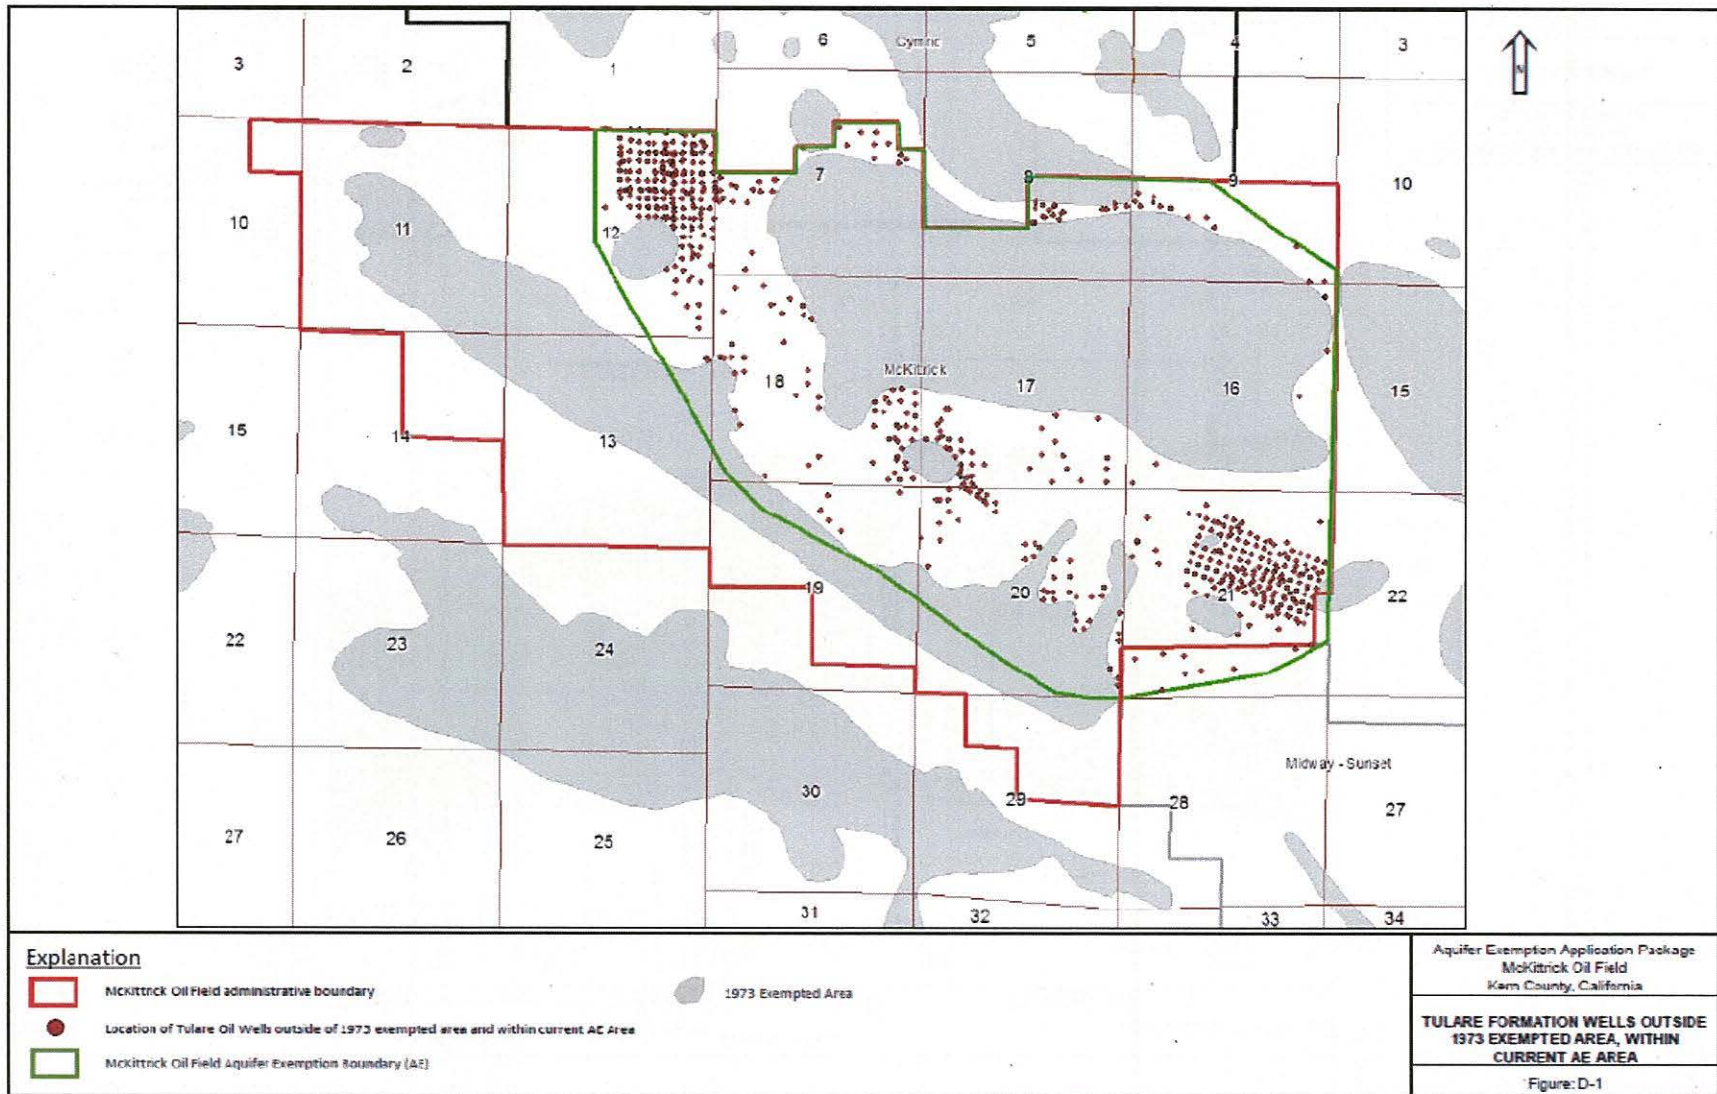 6
Gymric
5
4
3
3
2
1
N
7
8
9
10
10
11
12
McKittrick
18
17
16
15
15
14
13
19
20
21
22
22
23
24
Midway - Sunset
30
29
28
27
27
26
25
31
32
33
34
Explanation
McKittrick Oil Field administrative boundary
1973 Exempted Area
Location of Tulare Oil Wells outside of 1973 exempted area and within current AE Area
McKittrick Oil Field Aquifer Exemption Boundary (AE)
Aquifer Exemption Application Package
McKittrick Oil Field
Kern County, California
TULARE FORMATION WELLS OUTSIDE
1973 EXEMPTED AREA, WITHIN
CURRENT AE AREA
Figure: D-1